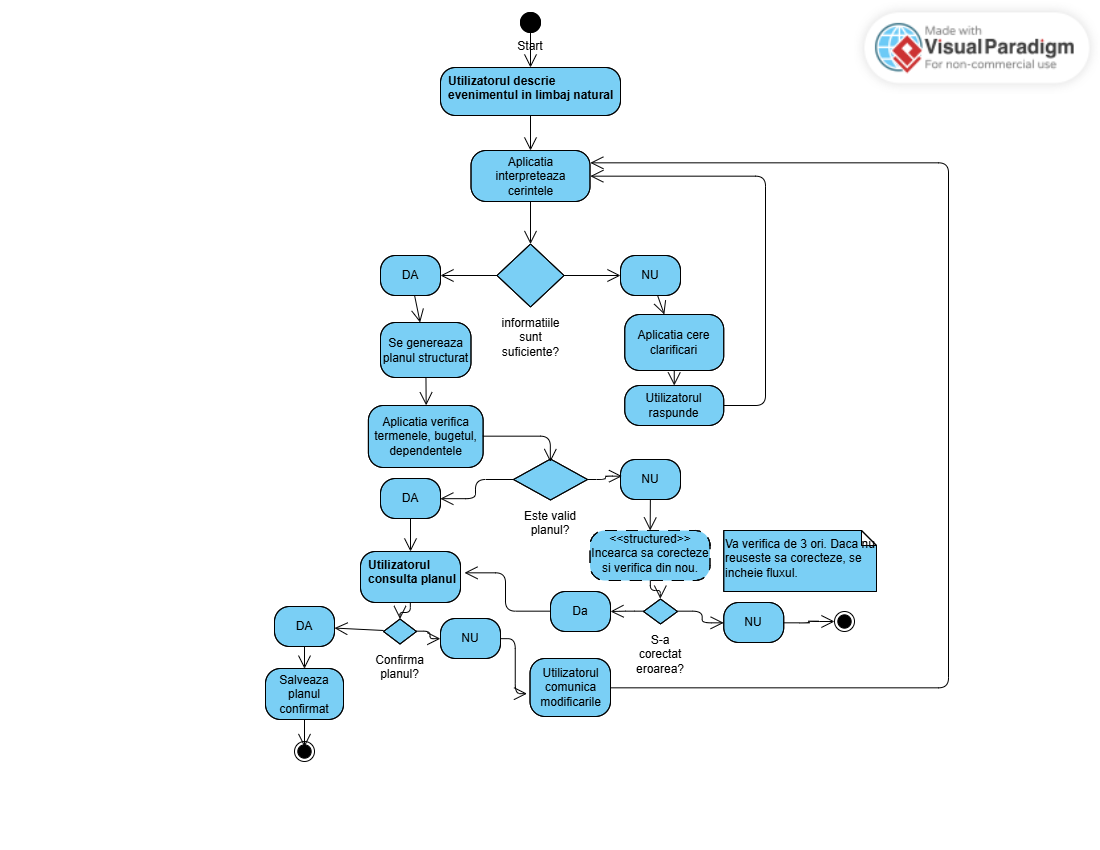 Made with
Visual Paradigm
For non-commercial use
Start
Utilizatorul descrie
evenimentul in limbaj natural
Aplicatia
interpreteaza
cerintele
DA
NU
informatiile
sunt
suficiente?
Se genereaza
planul structurat
Aplicatia cere
clarificari
Utilizatorul
raspunde
Aplicatia verifica
termenele, bugetul,
dependentele
DA
NU
Este valid
planul?
<<structured>>
Incearca sa corecteze
si verifica din nou.
Va verifica de 3 ori. Daca nu
reuseste sa corecteze, se
incheie fluxul.
Utilizatorul
consulta planul
Da
NU
S-a
corectat
eroarea?
DA
NU
Confirma
planul?
Utilizatorul
comunica
modificarile
Salveaza
planul
confirmat